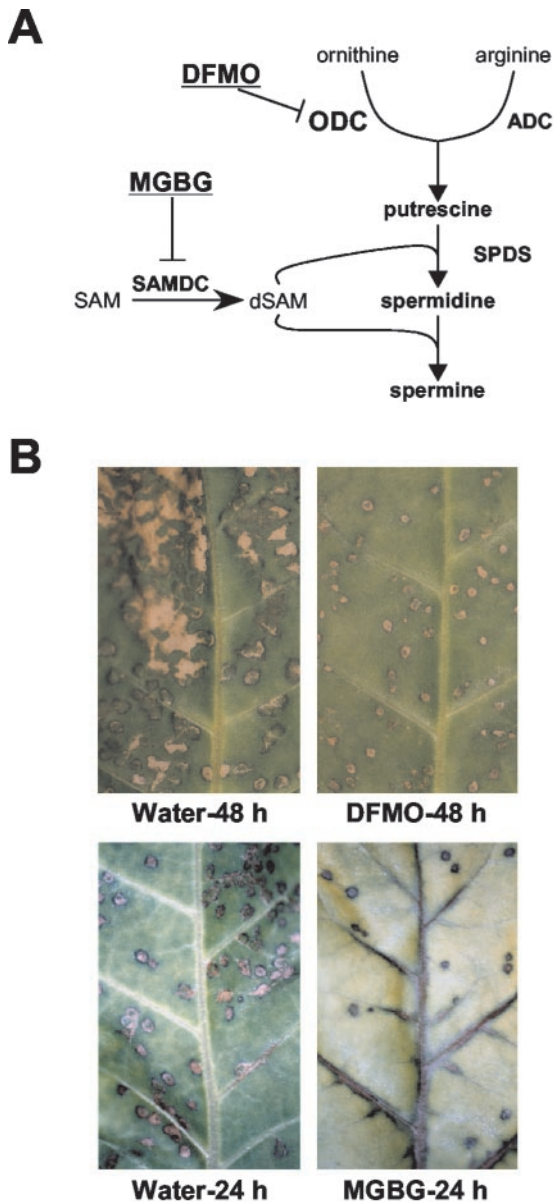 A
ornithine arginine
DFMO
ODC ADC
MGBG
putrescine
SPDS
SAMDC
SAM dSAM spermidine
spermine
B
Water-48 h DFMO-48 h
Water-24 h MGBG-24 h